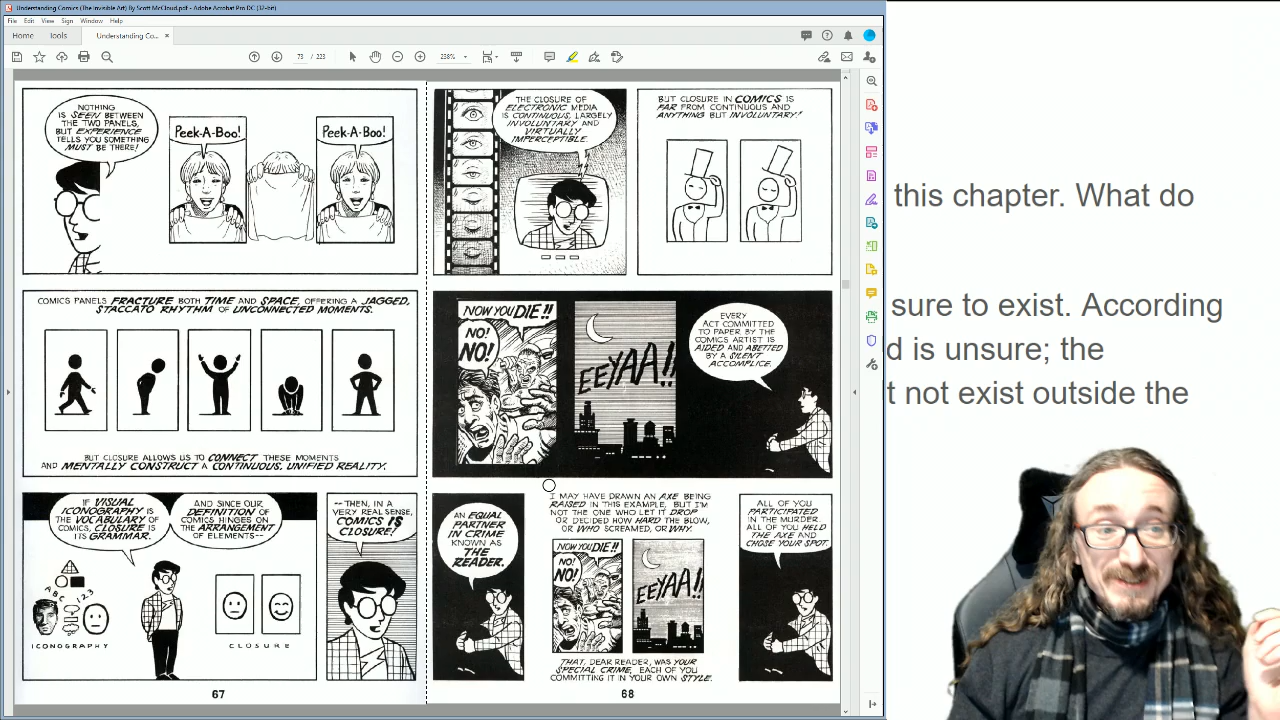 Understanding Comics (The Invisible Art) By Scott McCloud.pdf - Adobe Acrobat Pro DC (32-bit)
File Edit View Sign Window Help
Home Tools Understanding Co... ×
73 / 223 238%
NOTHING
IS SEEN BETWEEN
THE TWO PANELS,
BUT EXPERIENCE
TELLS YOU SOMETHING
MUST BE THERE!
Peek-A-Boo!
Peek-A-Boo!
COMICS PANELS FRACTURE BOTH TIME AND SPACE, OFFERING A JAGGED,
STACCATO RHYTHM OF UNCONNECTED MOMENTS.
BUT CLOSURE ALLOWS US TO CONNECT THESE MOMENTS
AND MENTALLY CONSTRUCT A CONTINUOUS, UNIFIED REALITY.
IF VISUAL
ICONOGRAPHY IS
THE VOCABULARY OF
COMICS, CLOSURE IS
ITS GRAMMAR.
AND SINCE OUR
DEFINITION OF
COMICS HINGES ON
THE ARRANGEMENT
OF ELEMENTS--
ABC
123
ICONOGRAPHY
CLOSURE
-- THEN, IN A
VERY REAL SENSE,
COMICS IS
CLOSURE!
67
THE CLOSURE OF
ELECTRONIC MEDIA
IS CONTINUOUS, LARGELY
INVOLUNTARY AND
VIRTUALLY
IMPERCEPTIBLE.
BUT CLOSURE IN COMICS IS
FAR FROM CONTINUOUS AND
ANYTHING BUT INVOLUNTARY!
NOW YOU DIE!!
NO!
NO!
EEYAA!!
EVERY
ACT COMMITTED
TO PAPER BY THE
COMICS ARTIST IS
AIDED AND ABETTED
BY A SILENT
ACCOMPLICE.
AN EQUAL
PARTNER
IN CRIME
KNOWN AS
THE
READER.
I MAY HAVE DRAWN AN AXE BEING
RAISED IN THIS EXAMPLE, BUT I'M
NOT THE ONE WHO LET IT DROP
OR DECIDED HOW HARD THE BLOW,
OR WHO SCREAMED, OR WHY.
NOW YOU DIE!!
NO!
NO!
EEYAA!!
THAT, DEAR READER, WAS YOUR
SPECIAL CRIME, EACH OF YOU
COMMITTING IT IN YOUR OWN STYLE.
ALL OF YOU
PARTICIPATED
IN THE MURDER.
ALL OF YOU HELD
THE AXE AND
CHOSE YOUR SPOT.
68
this chapter. What do
sure to exist. According
d is unsure; the
t not exist outside the